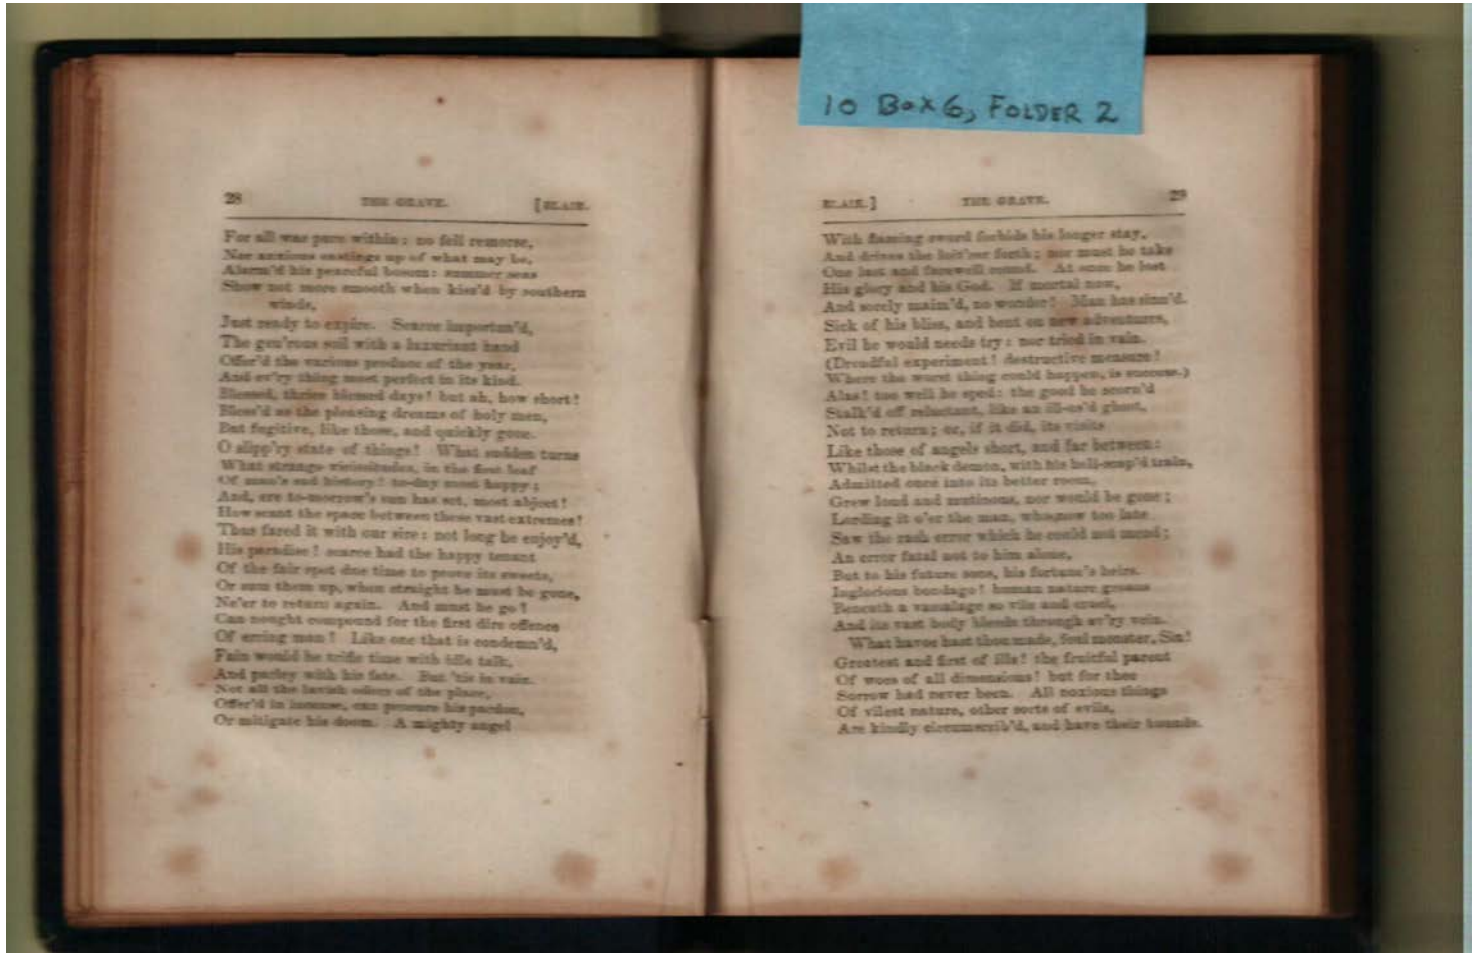 10 BOX 6, FOLDER 2
28 THE GRAVE. [BLAIR.
For all was pure within: no fell remorse,
Nor anxious castings up of what may be,
Alarm'd his peaceful bosom: summer seas
Show not more smooth when kiss'd by southern
winds,
Just ready to expire. Scarce importun'd,
The gen'rous soil with a luxuriant hand
Offer'd the various produce of the year,
And ev'ry thing most perfect in its kind.
Blessed, thrice blessed days! but ah, how short!
Bless'd as the pleasing dreams of holy men,
But fugitive, like those, and quickly gone.
O slipp'ry state of things! What sudden turns
What strange vicissitudes, in the first leaf
Of man's sad history! to-day most happy;
And, ere to-morrow's sun has set, most abject!
How scant the space between these vast extremes!
Thus fared it with our sire: not long he enjoy'd,
His paradise! scarce had the happy tenant
Of the fair spot due time to prove its sweets,
Or sum them up, when straight he must be gone,
Ne'er to return again. And must he go?
Can nought compound for the first dire offence
Of erring man? Like one that is condemn'd,
Fain would he trifle time with idle talk,
And parley with his fate. But 'tis in vain.
Not all the lavish odors of the place,
Offer'd in incense, can procure his pardon,
Or mitigate his doom. A mighty angel
BLAIR.] THE GRAVE. 29
With flaming sword forbids his longer stay,
And drives the loit'rer forth; nor must he take
One last and farewell round. At once he lost
His glory and his God. If mortal now,
And sorely maim'd, no wonder! Man has sinn'd.
Sick of his bliss, and bent on new adventures,
Evil he would needs try: nor tried in vain.
(Dreadful experiment! destructive measure!
Where the worst thing could happen, is success.)
Alas! too well he sped: the good he scorn'd
Stalk'd off reluctant, like an ill-us'd ghost,
Not to return; or, if it did, its visits
Like those of angels short, and far between:
Whilst the black demon, with his hell-scap'd train,
Admitted once into its better room,
Grew loud and mutinous, nor would be gone;
Lording it o'er the man, who now too late
Saw the rash error which he could not mend;
An error fatal not to him alone,
But to his future sons, his fortune's heirs.
Inglorious bondage! human nature groans
Beneath a vassalage so vile and cruel,
And its vast body bleeds through ev'ry vein.
What havoc hast thou made, foul monster, Sin!
Greatest and first of ills! the fruitful parent
Of woes of all dimensions! but for thee
Sorrow had never been. All noxious things
Of vilest nature, other sorts of evils,
Are kindly circumscrib'd, and have their bounds.